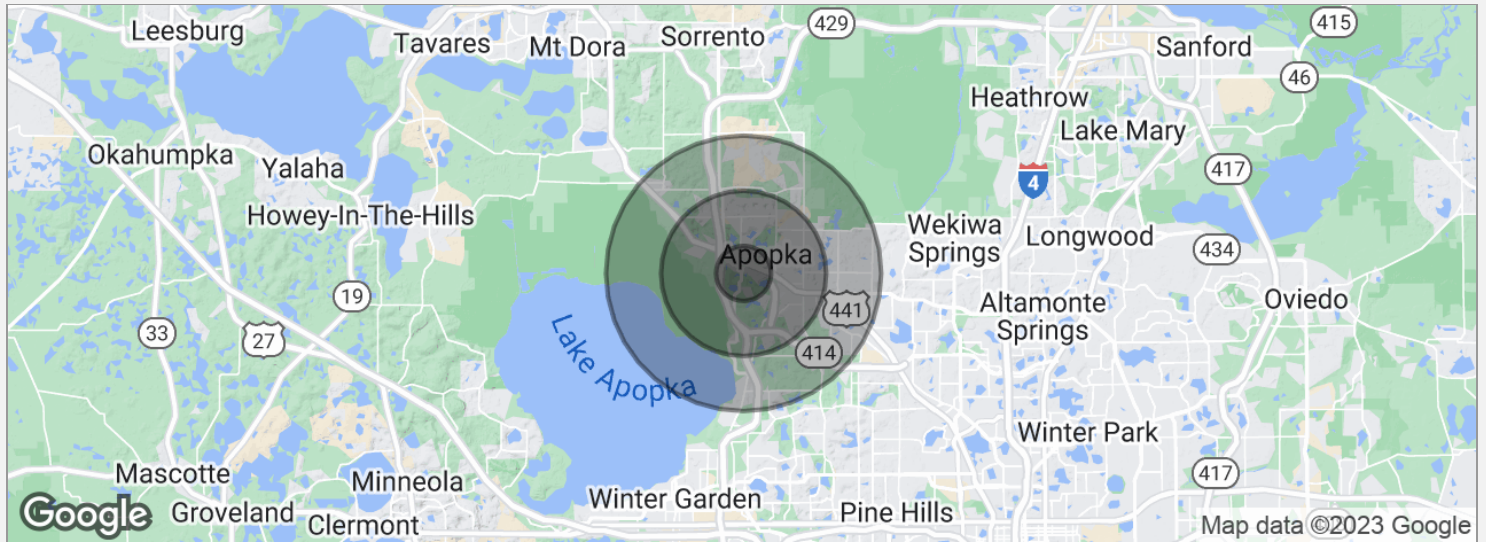 Leesburg
Tavares
Mt Dora
Sorrento
429
Sanford
415
46
Heathrow
Lake Mary
Okahumpka
Yalaha
4
417
Howey-In-The-Hills
Wekiwa
Springs
Longwood
434
Apopka
19
441
Altamonte
Springs
Oviedo
33
27
414
Lake Apopka
Winter Park
Mascotte
Minneola
417
Winter Garden
Pine Hills
Groveland
Clermont
Google
Map data ©2023 Google